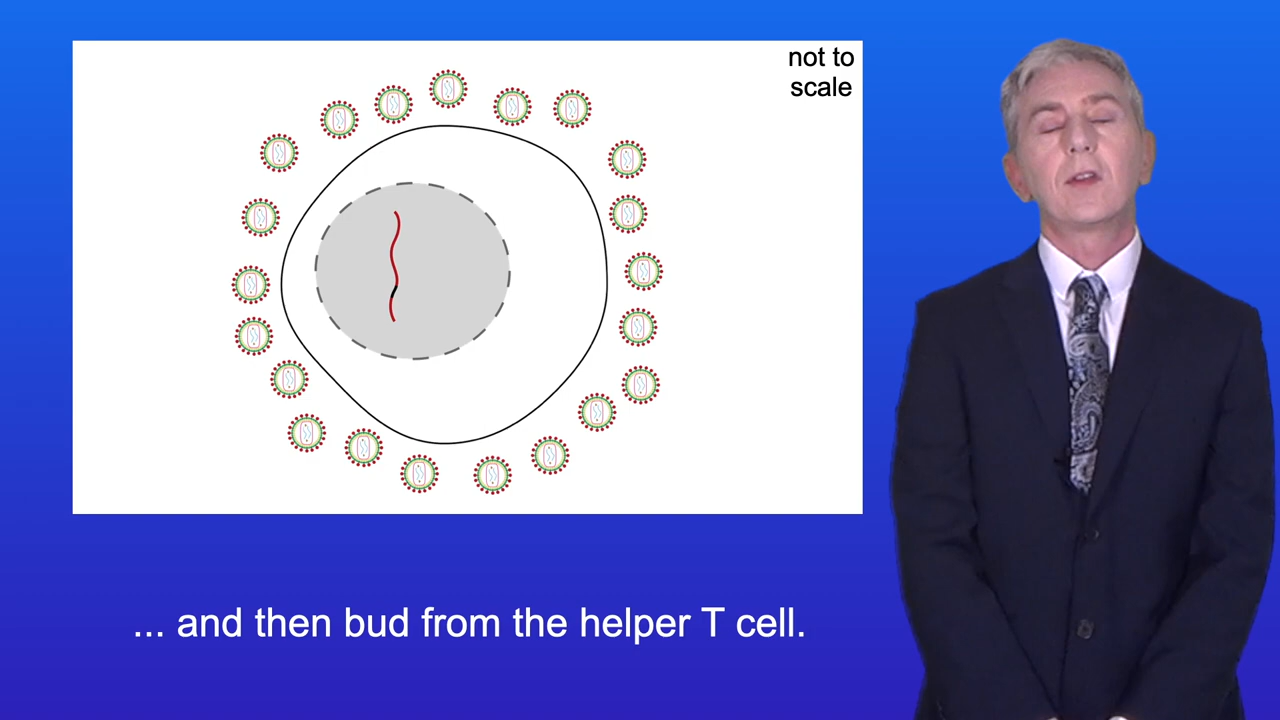 not to
scale
... and then bud from the helper T cell.